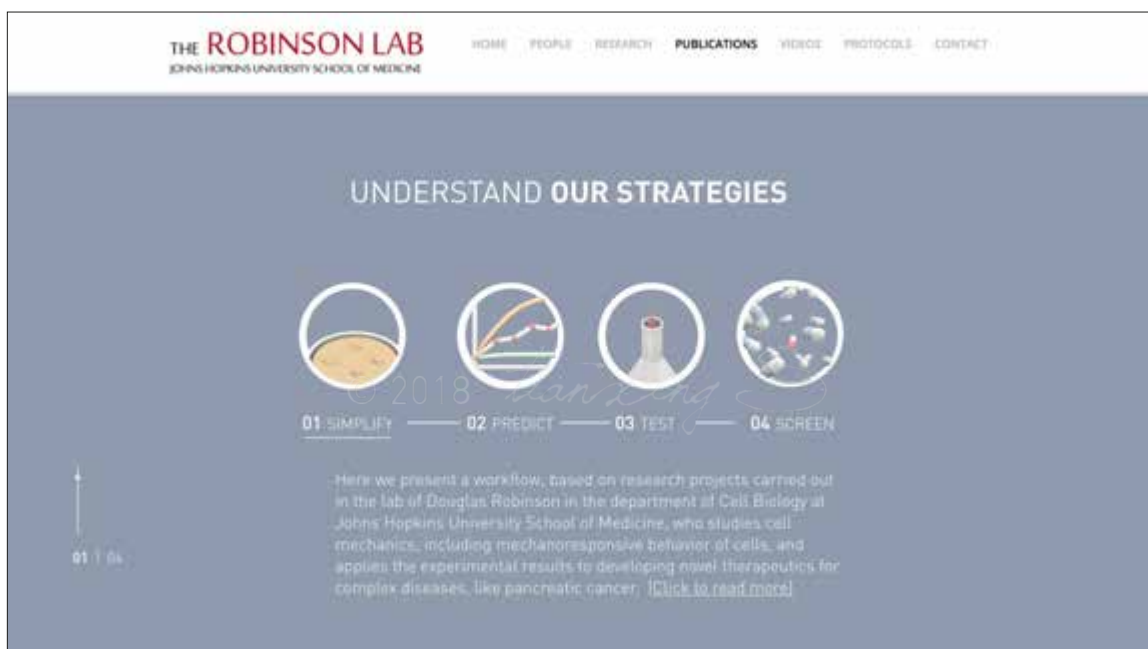 THE ROBINSON LAB
JOHNS HOPKINS UNIVERSITY SCHOOL OF MEDICINE
HOME PEOPLE RESEARCH PUBLICATIONS VIDEOS PROTOCOLS CONTACT
UNDERSTAND OUR STRATEGIES
© 2018
01 SIMPLIFY 02 PREDICT 03 TEST 04 SCREEN
Here we present a workflow, based on research projects carried out
in the lab of Douglas Robinson in the department of Cell Biology at
Johns Hopkins University School of Medicine, who studies cell
mechanics, including mechanoresponsive behavior of cells, and
applies the experimental results to developing novel therapeutics for
complex diseases, like pancreatic cancer. [Click to read more]
01 | 04